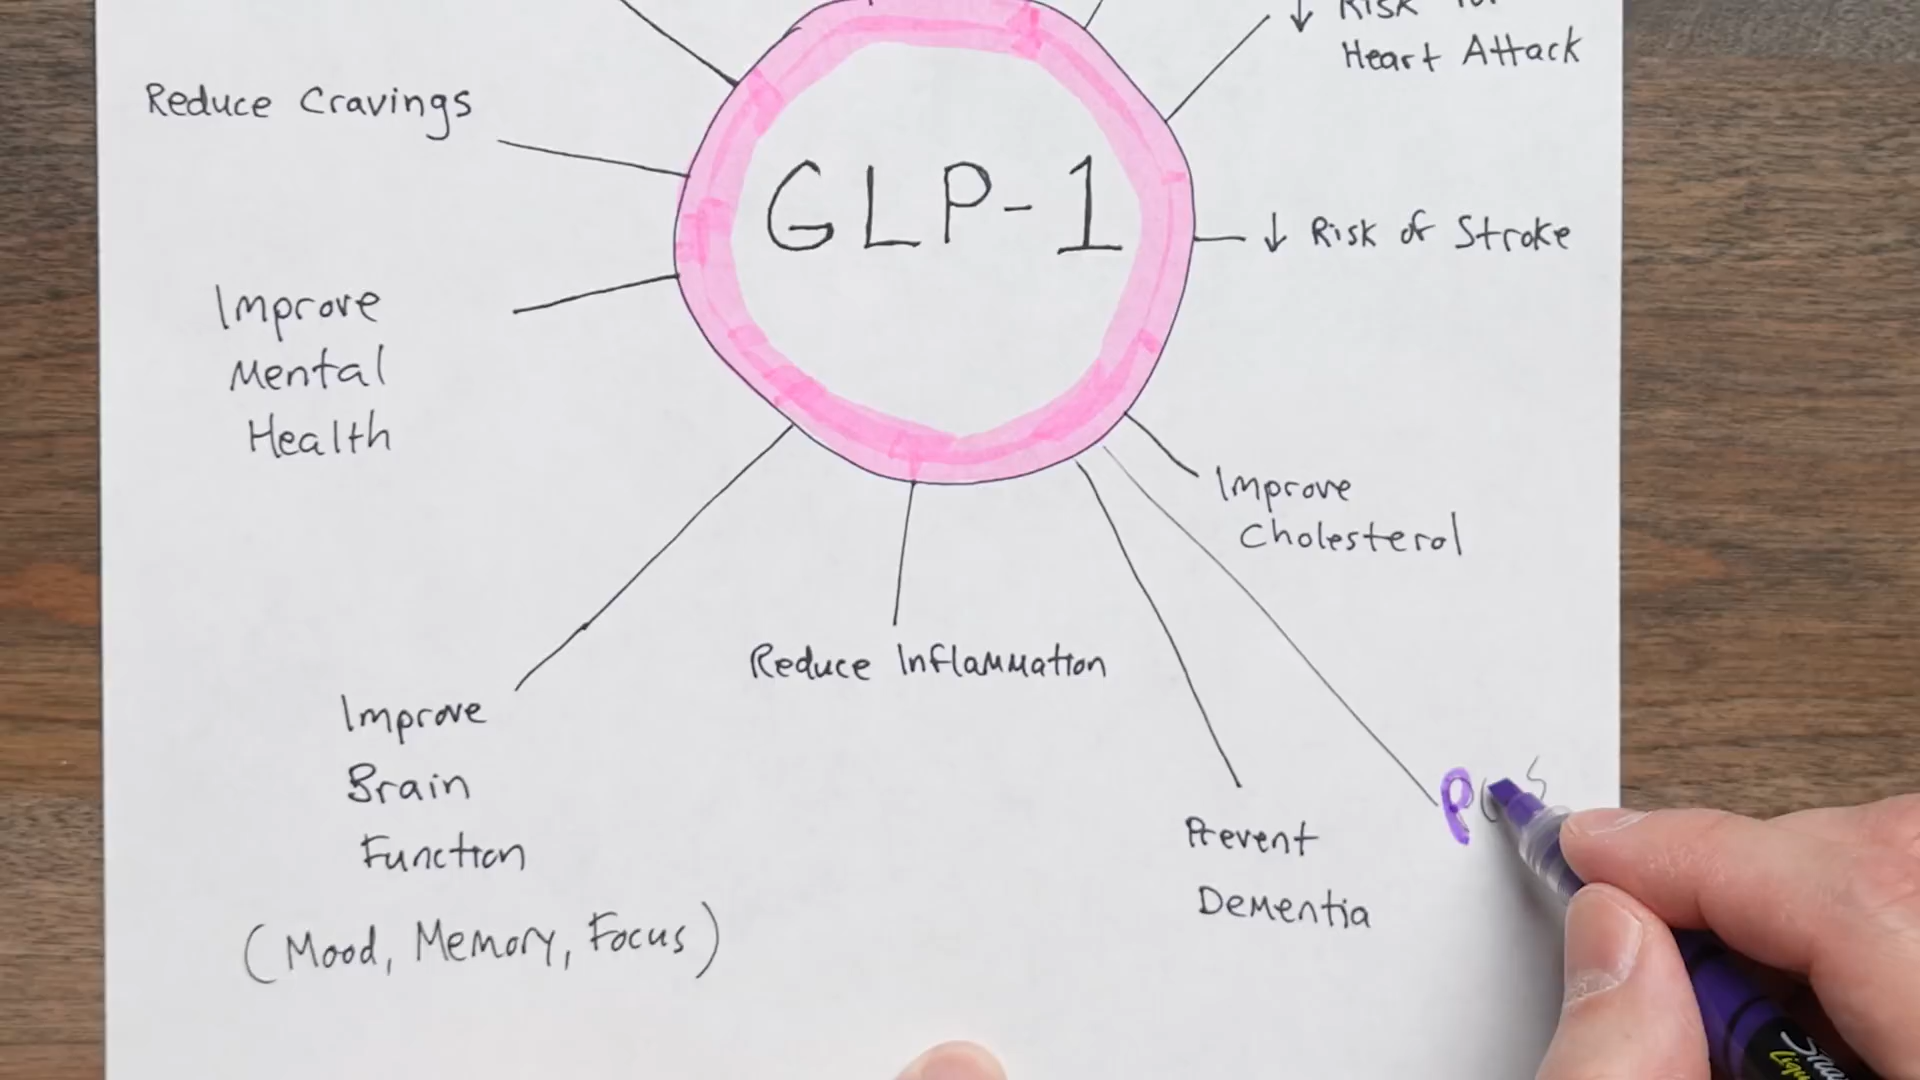 ↓ Risk for
Heart Attack
Reduce Cravings
GLP-1
↓ Risk of Stroke
Improve
Mental
Health
Improve
Cholesterol
Reduce Inflammation
Improve
Brain
Function
(Mood, Memory, Focus)
Prevent
Dementia